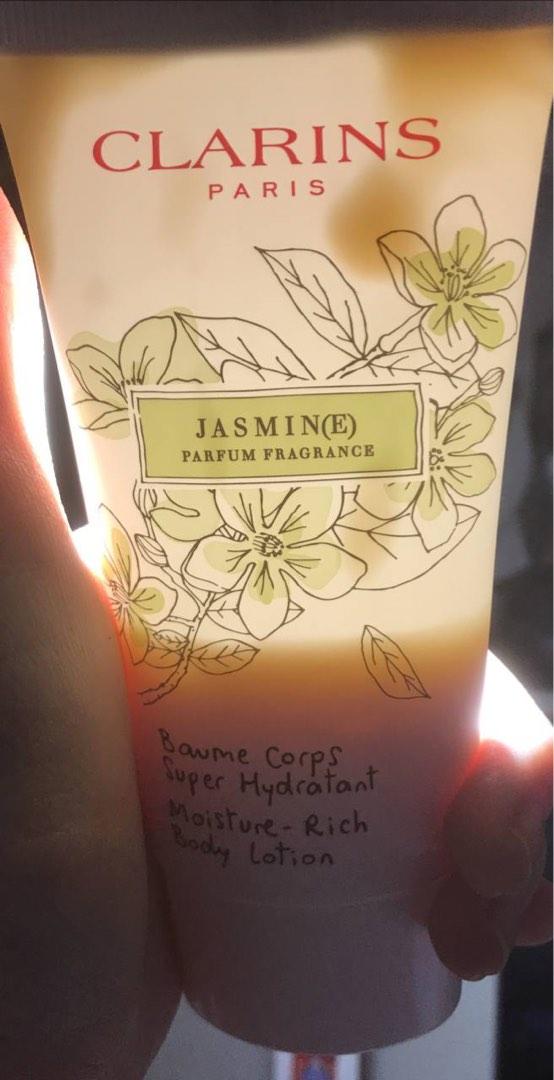 CLARINS
PARIS
JASMIN(E)
PARFUM FRAGRANCE
Baume Corps
Super Hydratant
Moisture-Rich
Body Lotion